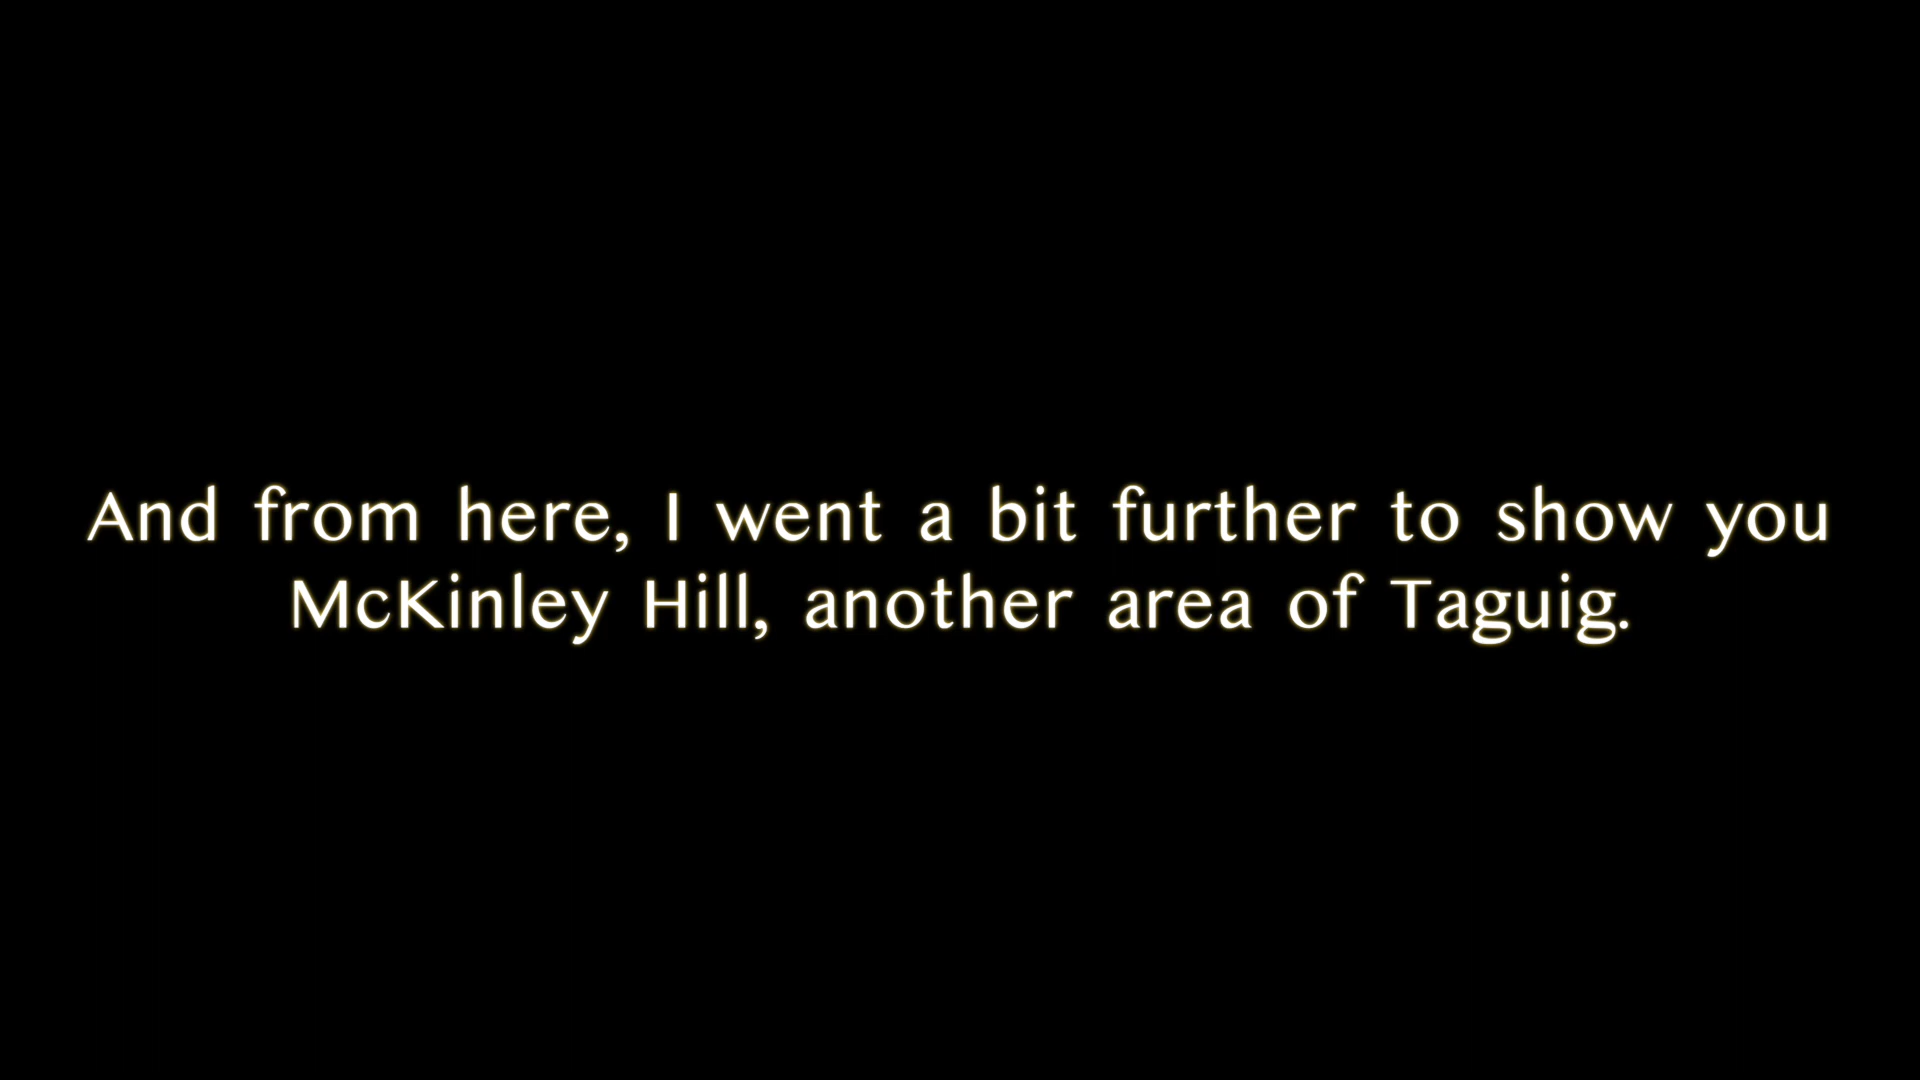 And from here, I went a bit further to show you
McKinley Hill, another area of Taguig.